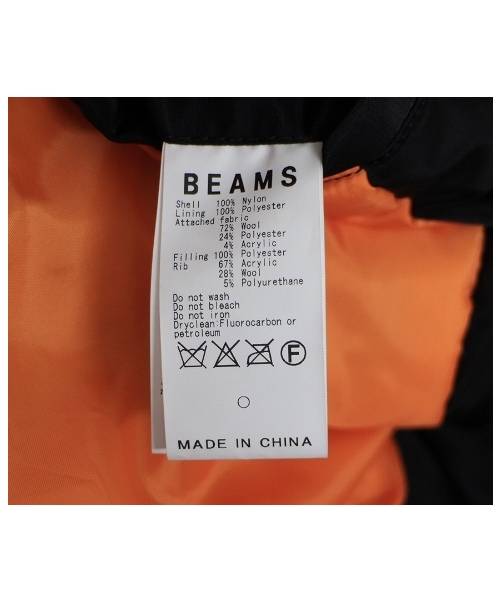 BEAMS
Shell 100% Nylon
Lining 100% Polyester
Attached fabric
72% Wool
24% Polyester
4% Acrylic
Filling 100% Polyester
Rib 67% Acrylic
28% Wool
5% Polyurethane
Do not wash
Do not bleach
Do not iron
Dryclean:Fluorocarbon or
petroleum
F
MADE IN CHINA